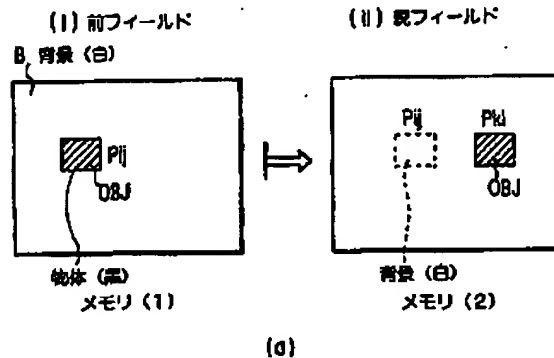 (i) 前フィールド
(ii) 現フィールド
B 背景（白）
Pij
OBJ
Pij
Pkl
OBJ
物体（黒）
背景（白）
メモリ（1）
メモリ（2）
(a)